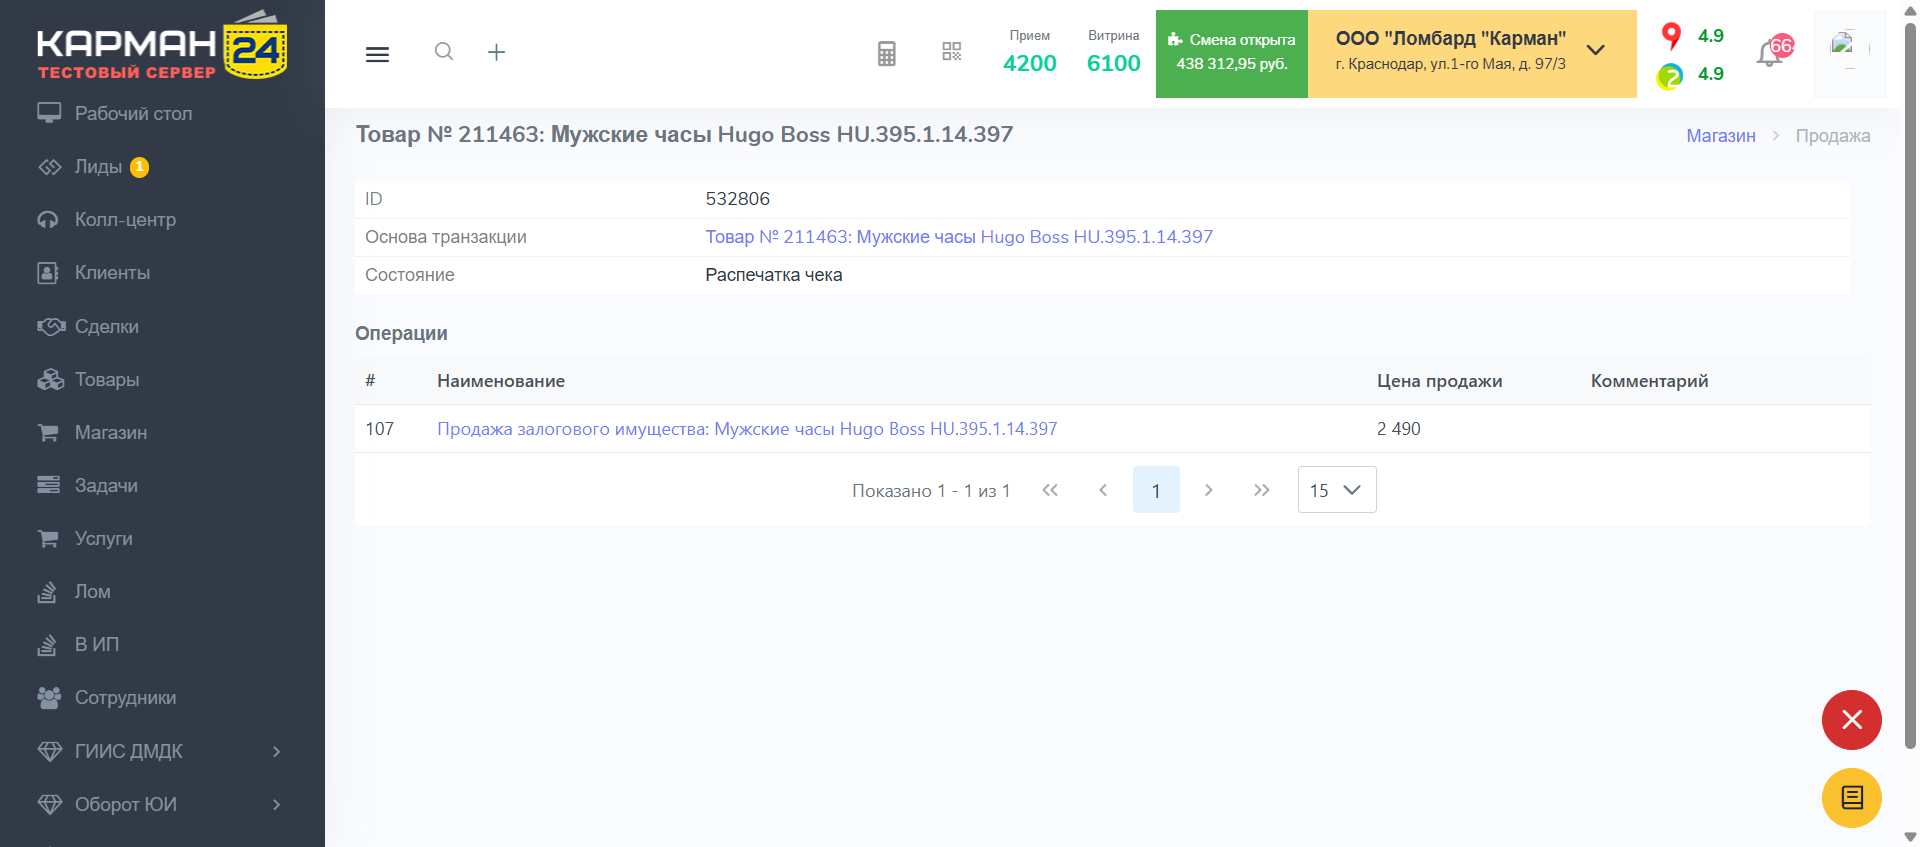 КАРМАН 24
ТЕСТОВЫЙ СЕРВЕР
Рабочий стол
Лиды 1
Колл-центр
Клиенты
Сделки
Товары
Магазин
Задачи
Услуги
Лом
В ИП
Сотрудники
ГИИС ДМДК
Оборот ЮИ
Прием
4200
Витрина
6100
Смена открыта
438 312,95 руб.
ООО "Ломбард "Карман"
г. Краснодар, ул.1-го Мая, д. 97/3
4.9
4.9
Товар № 211463: Мужские часы Hugo Boss HU.395.1.14.397
Магазин > Продажа
ID 532806
Основа транзакции Товар № 211463: Мужские часы Hugo Boss HU.395.1.14.397
Состояние Распечатка чека
Операции
# Наименование Цена продажи Комментарий
107 Продажа залогового имущества: Мужские часы Hugo Boss HU.395.1.14.397 2 490
Показано 1 - 1 из 1 1 15